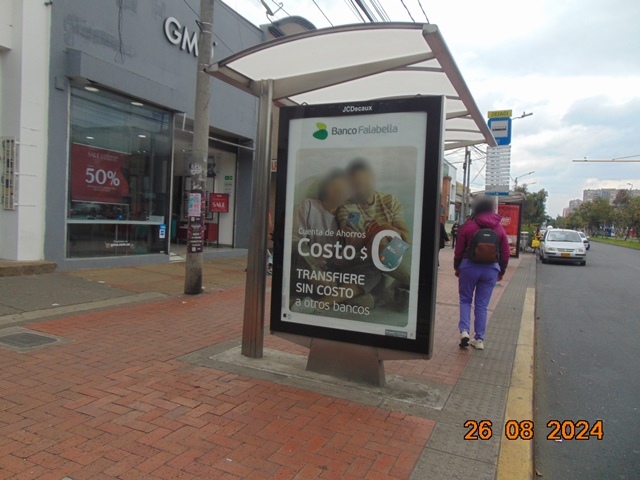 GM
JCDecaux
Banco Falabella
Cuenta de Ahorros
Costo $0
TRANSFIERE
SIN COSTO
a otros bancos
SALE
50%
SALE
26 08 2024